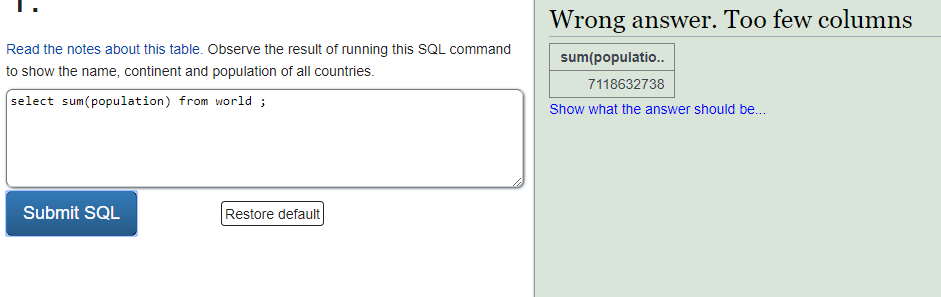 1.
Read the notes about this table. Observe the result of running this SQL command
to show the name, continent and population of all countries.
select sum(population) from world ;
Submit SQL
Restore default
Wrong answer. Too few columns
sum(populatio..
7118632738
Show what the answer should be...